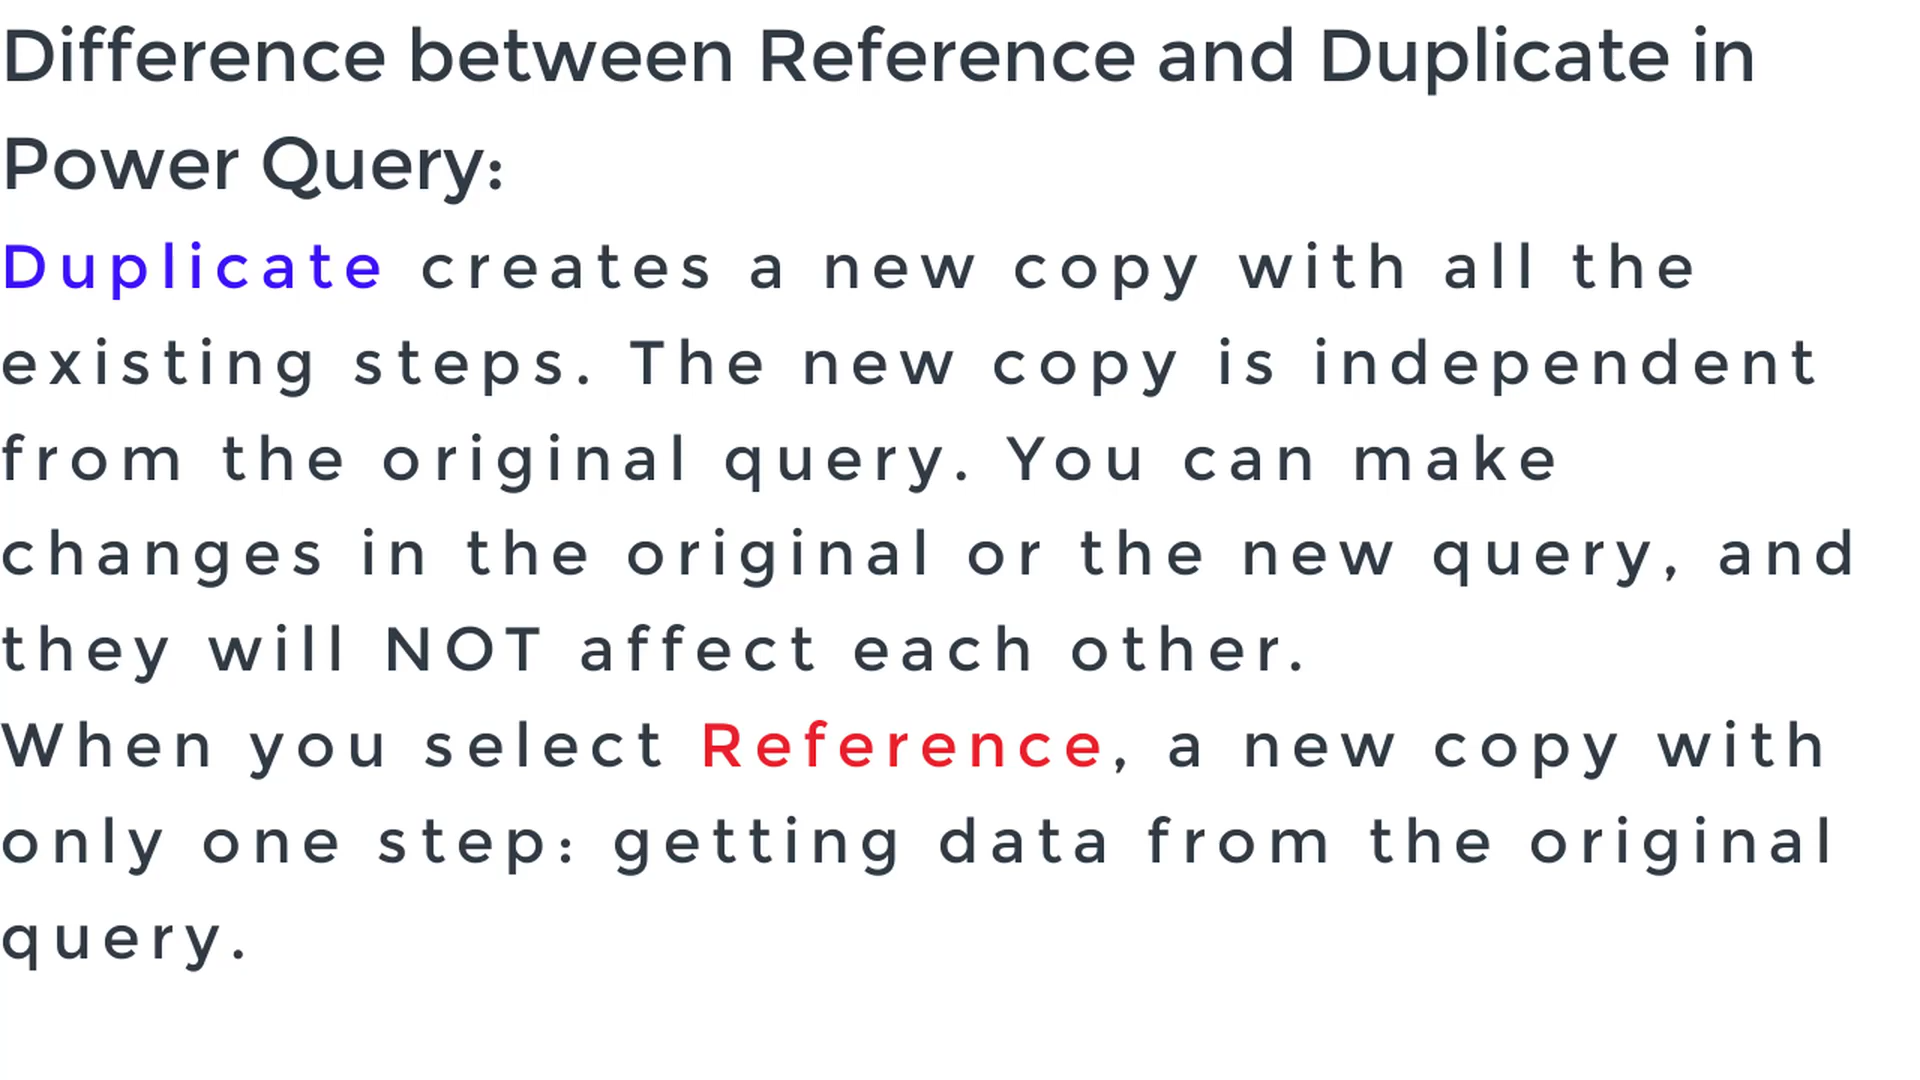 Difference between Reference and Duplicate in
Power Query:
Duplicate creates a new copy with all the
existing steps. The new copy is independent
from the original query. You can make
changes in the original or the new query, and
they will NOT affect each other.
When you select Reference, a new copy with
only one step: getting data from the original
query.